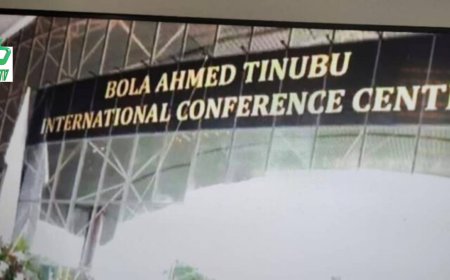 BOLA AHMED TINUBU
INTERNATIONAL CONFERENCE CENT